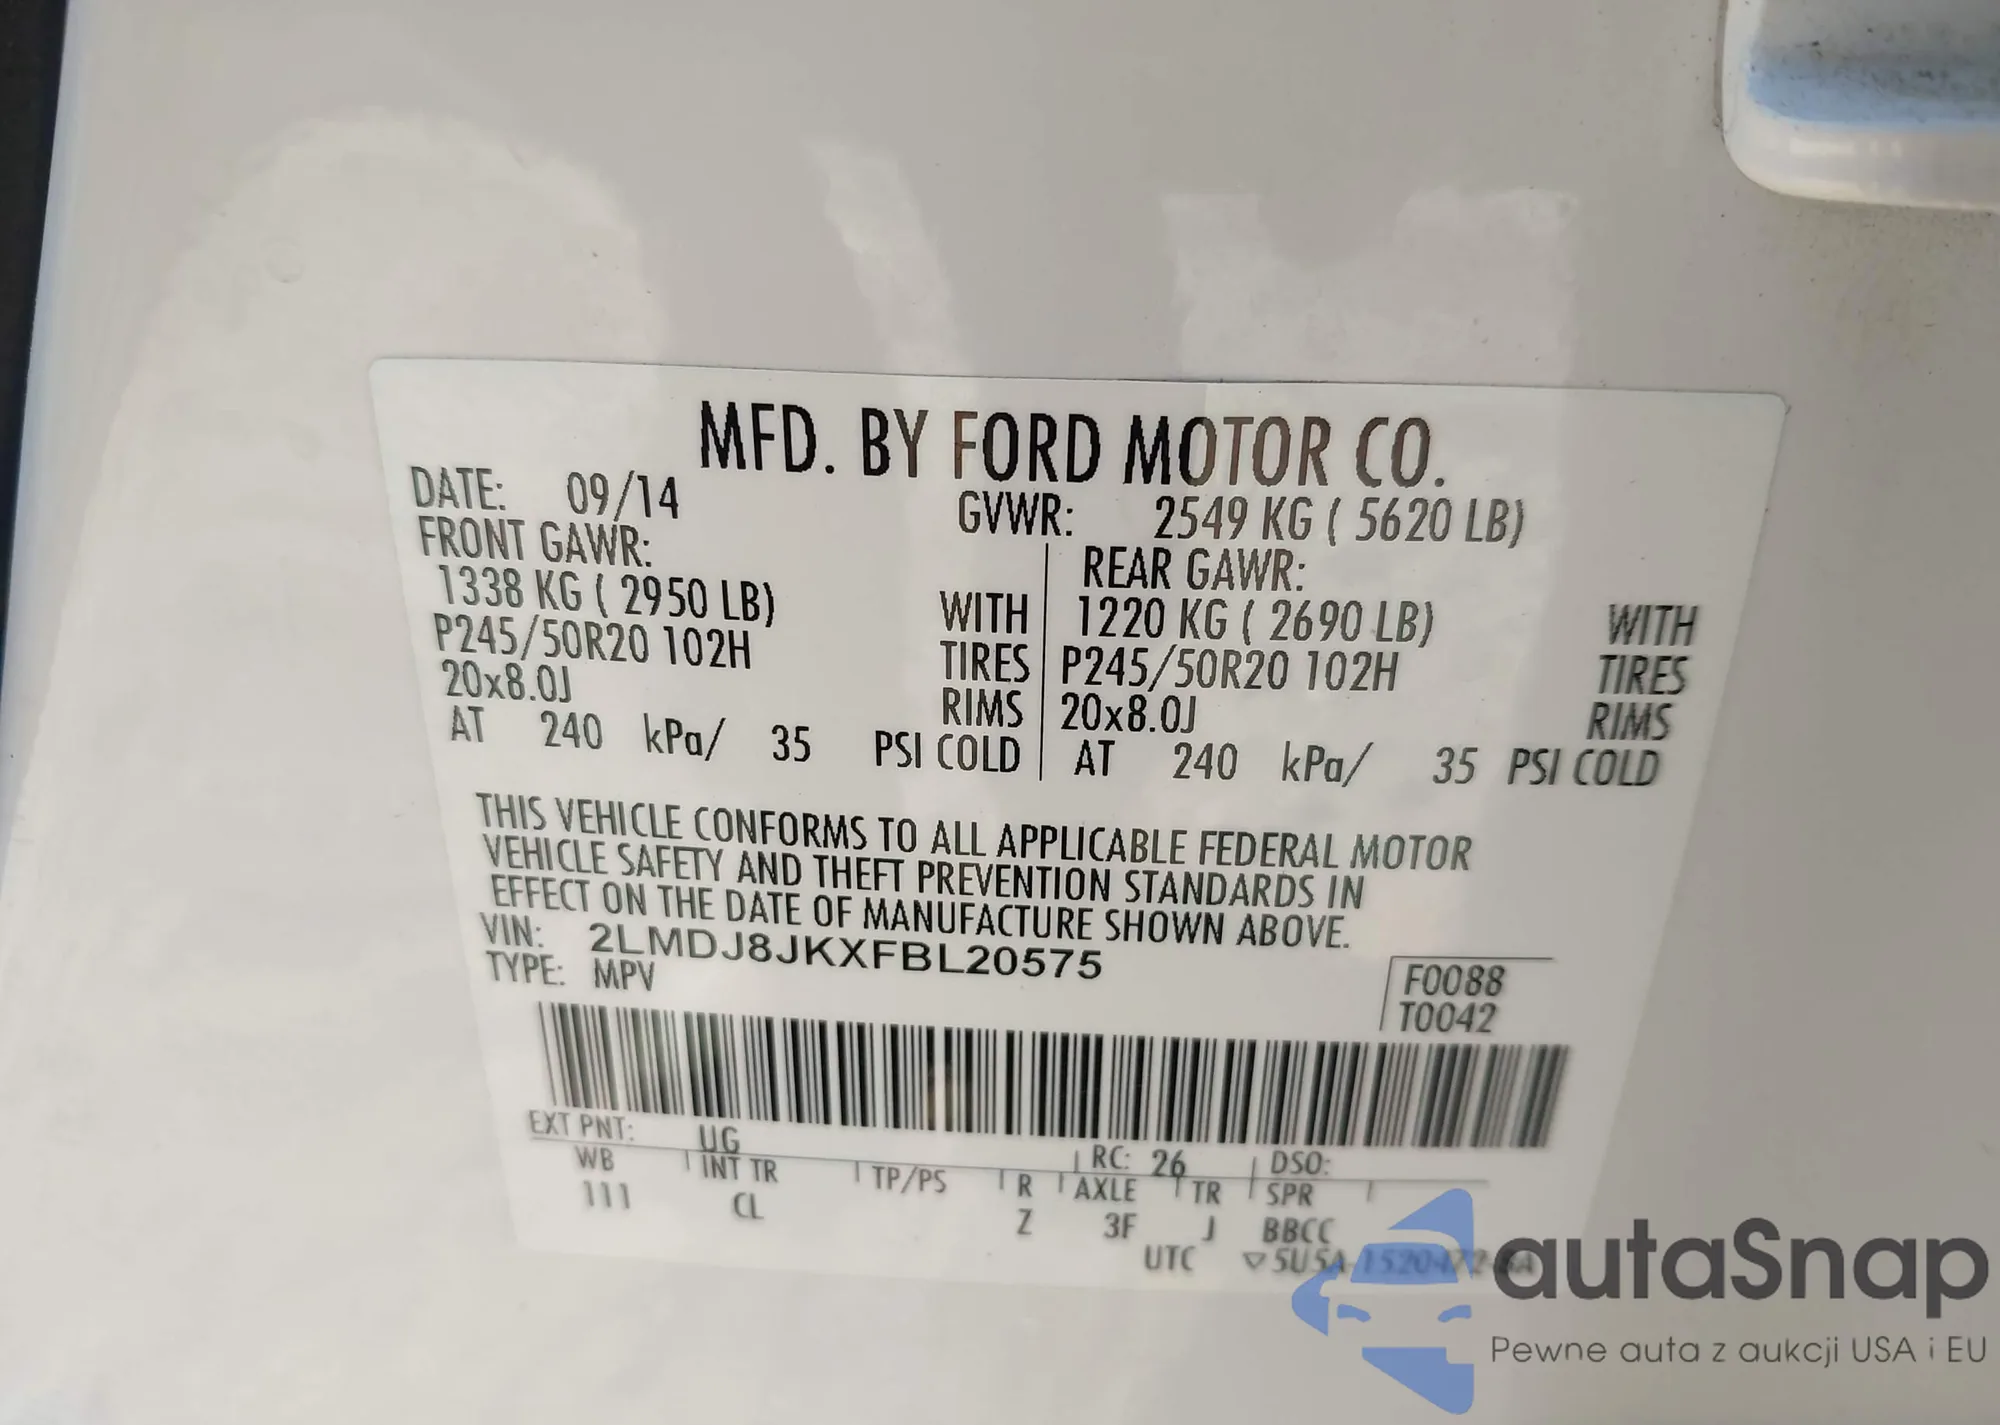 MFD. BY FORD MOTOR CO.
DATE: 09/14 GVWR: 2549 KG ( 5620 LB)
FRONT GAWR: REAR GAWR:
1338 KG ( 2950 LB) WITH 1220 KG ( 2690 LB) WITH
P245/50R20 102H TIRES P245/50R20 102H TIRES
20x8.0J RIMS 20x8.0J RIMS
AT 240 kPa/ 35 PSI COLD AT 240 kPa/ 35 PSI COLD
THIS VEHICLE CONFORMS TO ALL APPLICABLE FEDERAL MOTOR
VEHICLE SAFETY AND THEFT PREVENTION STANDARDS IN
EFFECT ON THE DATE OF MANUFACTURE SHOWN ABOVE.
VIN: 2LMDJ8JKXFBL20575
TYPE: MPV
F0088
T0042
EXT PNT: UG RC: 26 DSO:
WB INT TR TP/PS R AXLE TR SPR
111 CL Z 3F J BBCC
UTC
autaSnap
Pewne auta z aukcji USA i EU